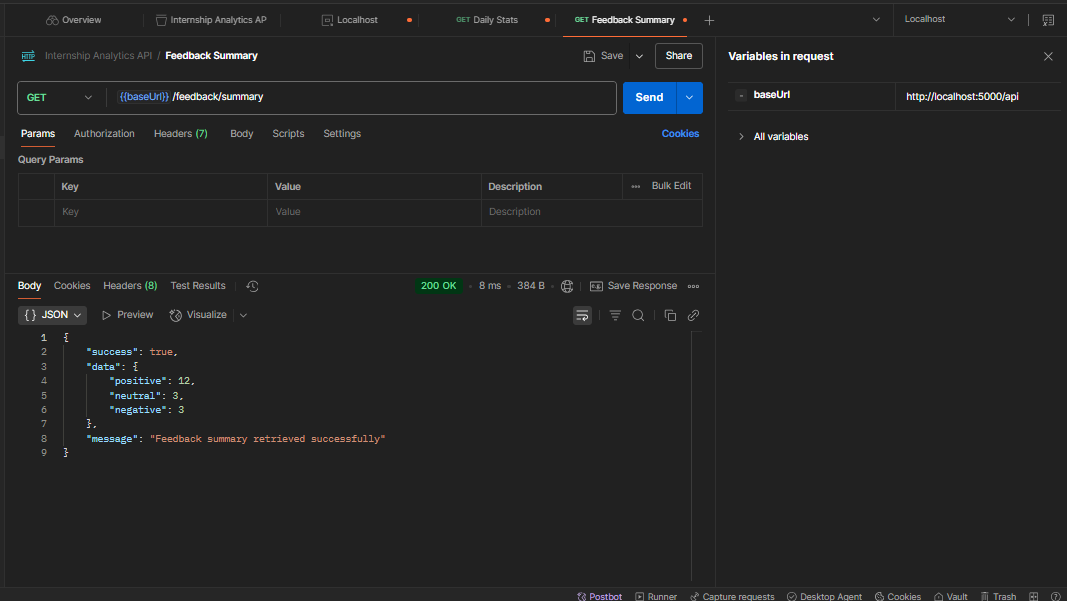 Overview
Internship Analytics AP
Localhost
GET Daily Stats
GET Feedback Summary
Localhost
HTTP Internship Analytics API / Feedback Summary
Save
Share
Variables in request
GET
{{baseUrl}} /feedback/summary
Send
baseUrl
http://localhost:5000/api
All variables
Params Authorization Headers (7) Body Scripts Settings Cookies
Query Params
Key Value Description ••• Bulk Edit
Key Value Description
Body Cookies Headers (8) Test Results
200 OK • 8 ms • 384 B •
Save Response •••
{} JSON Preview Visualize
1 {
2 "success": true,
3 "data": {
4 "positive": 12,
5 "neutral": 3,
6 "negative": 3
7 },
8 "message": "Feedback summary retrieved successfully"
9 }
Postbot Runner Capture requests Desktop Agent Cookies Vault Trash